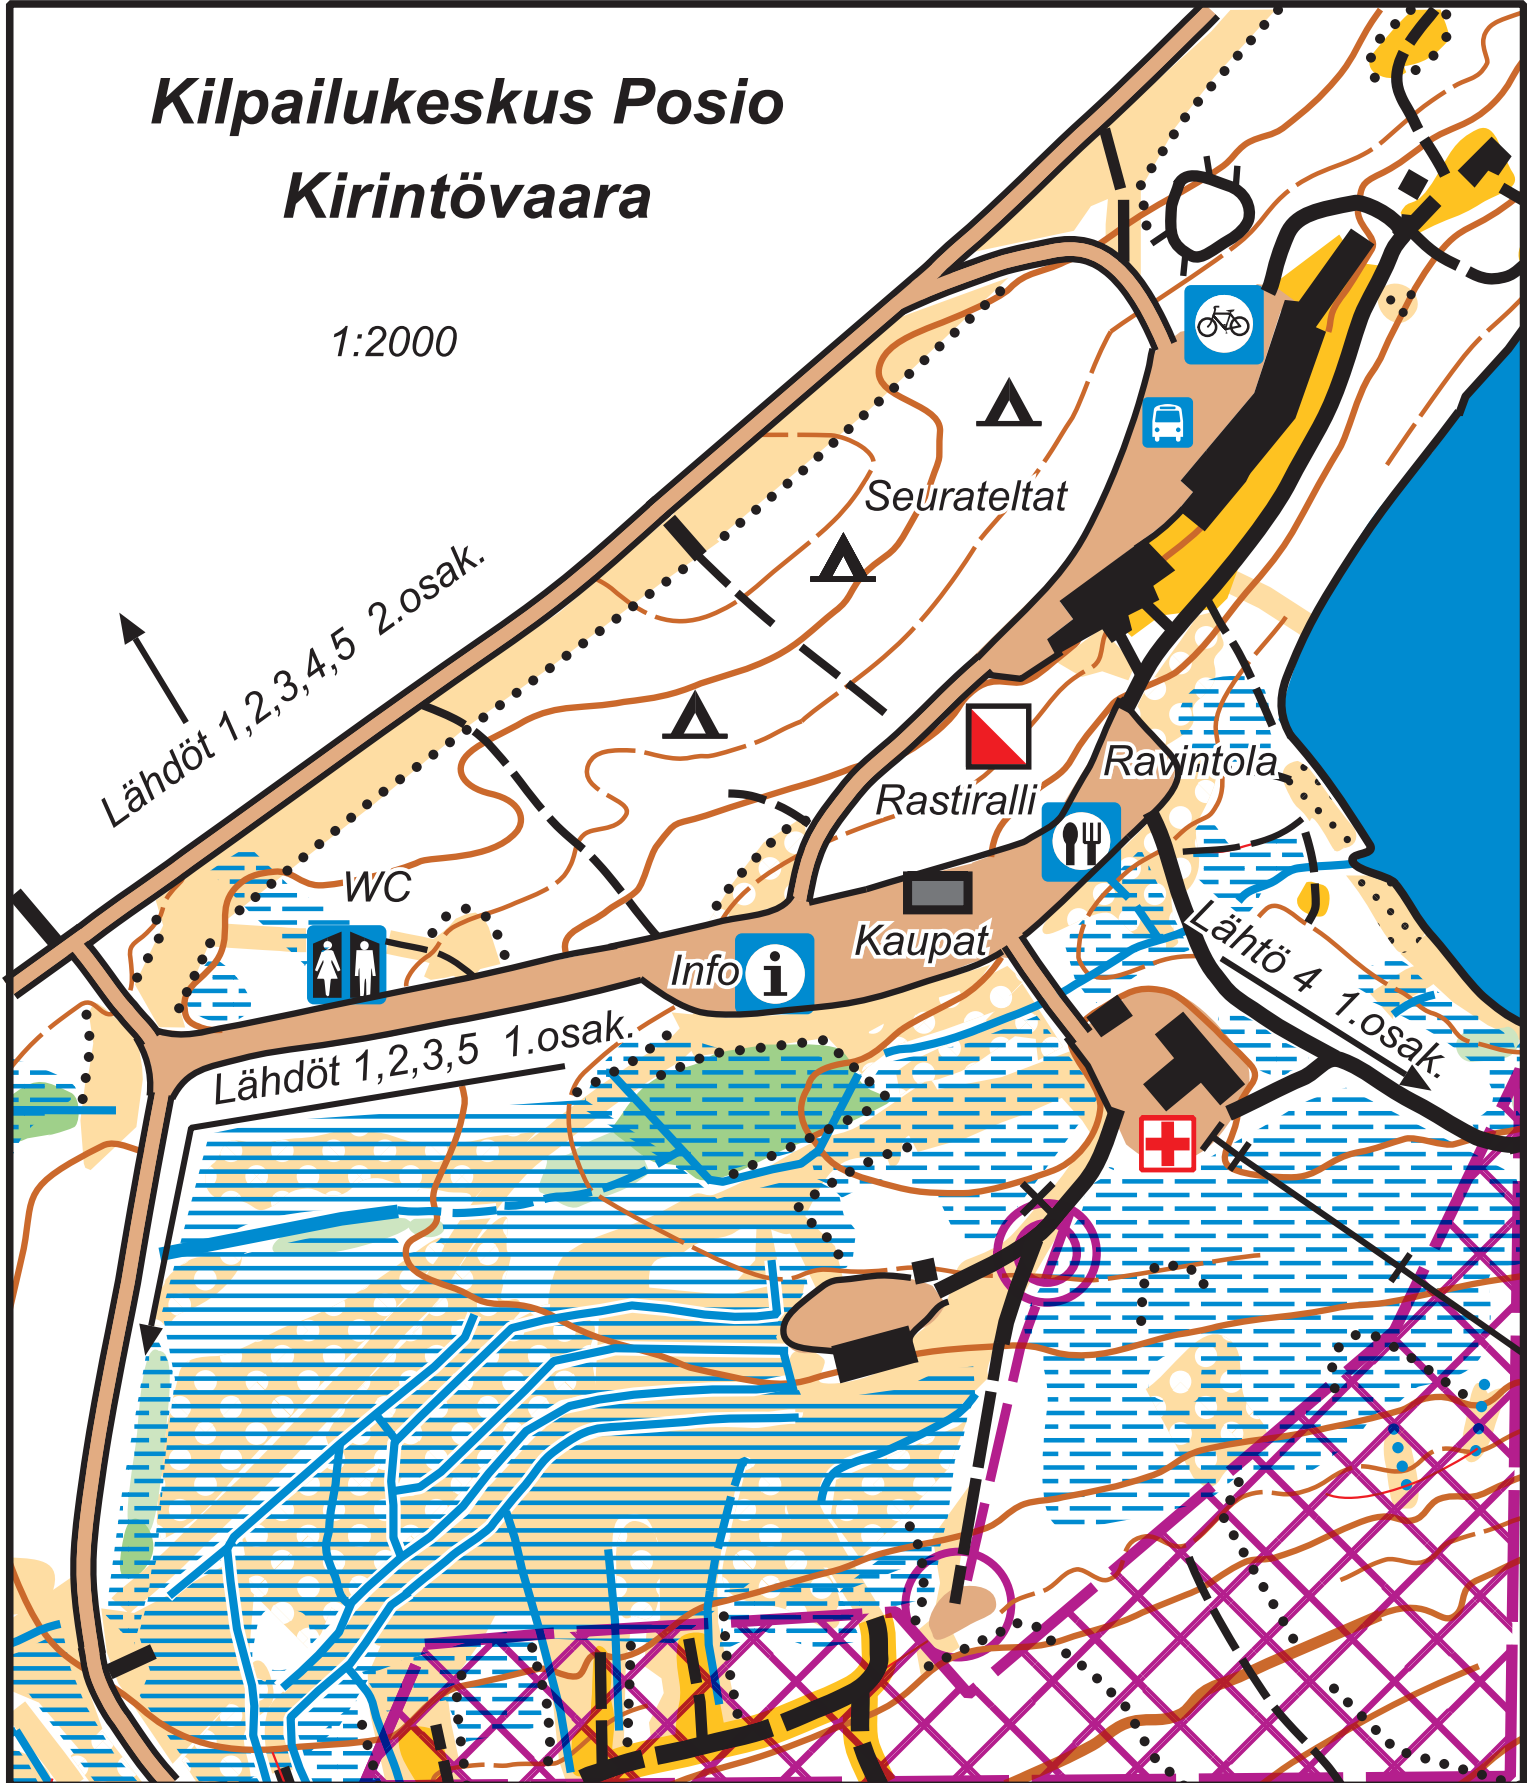 Kilpailukeskus Posio
Kirintövaara
1:2000
Seurateltat
Lähdöt 1,2,3,4,5 2.osak.
Ravintola
Rastiralli
WC
Kaupat
Info
i
Lähtö 4 1.osak.
Lähdöt 1,2,3,5 1.osak.